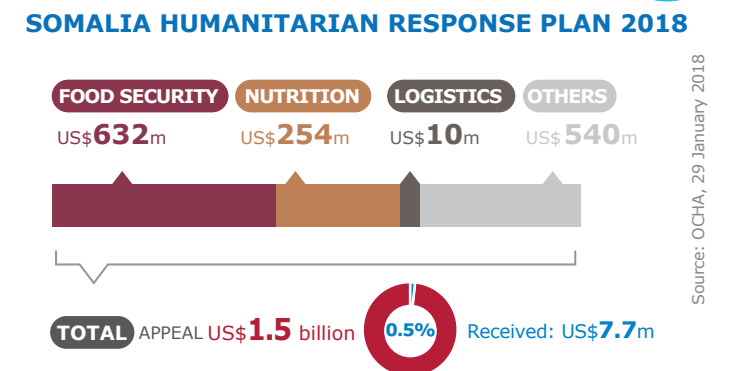 SOMALIA HUMANITARIAN RESPONSE PLAN 2018
FOOD SECURITY NUTRITION LOGISTICS OTHERS
US$632m US$254m US$10m US$540m
TOTAL APPEAL US$1.5 billion 0.5% Received: US$7.7m
Source: OCHA, 29 January 2018